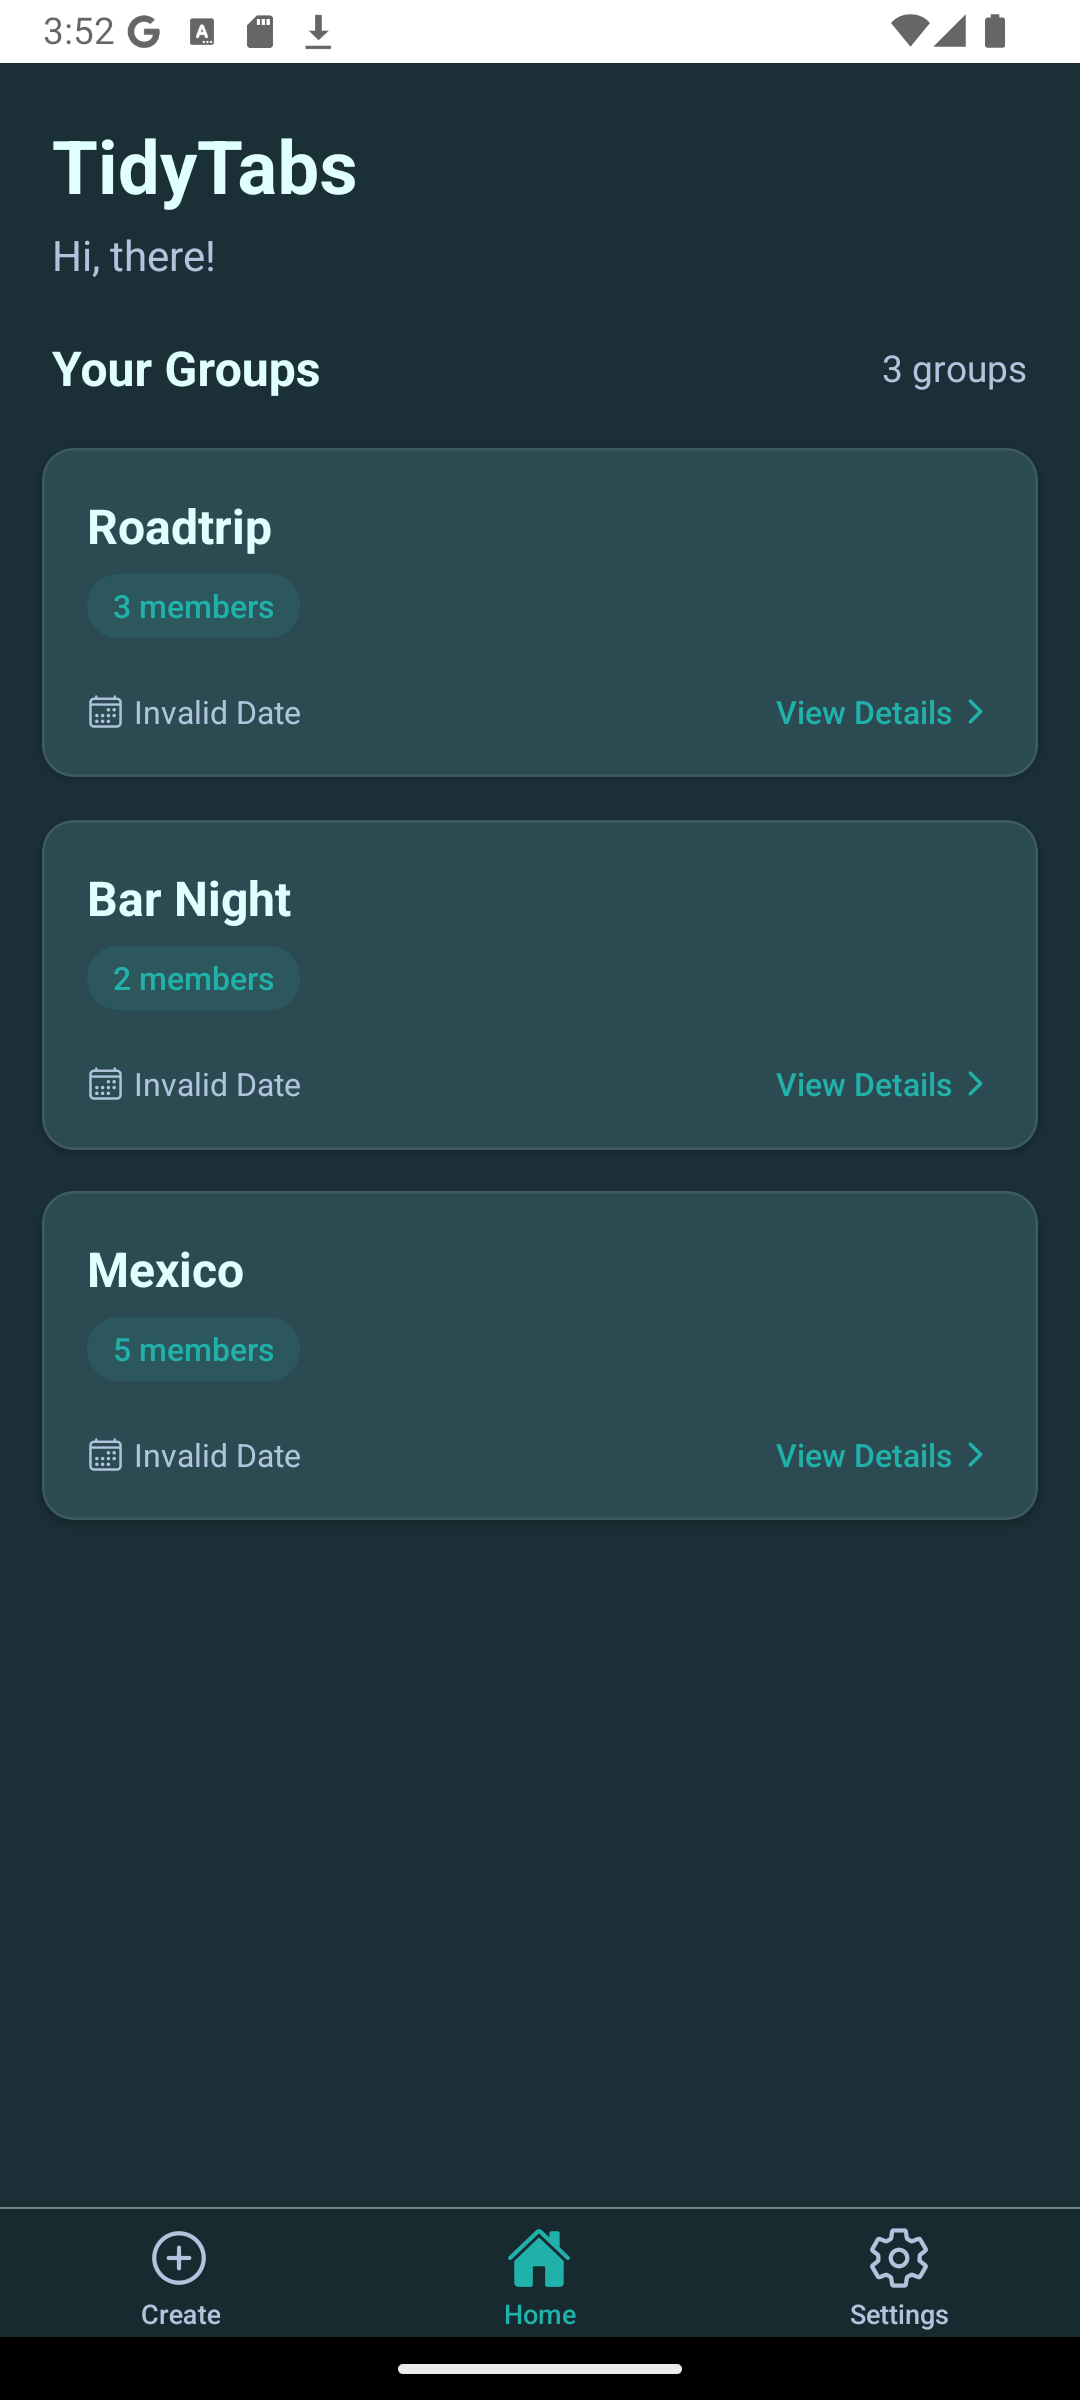 3:52
TidyTabs
Hi, there!
Your Groups 3 groups
Roadtrip
3 members
Invalid Date View Details
Bar Night
2 members
Invalid Date View Details
Mexico
5 members
Invalid Date View Details
Create Home Settings